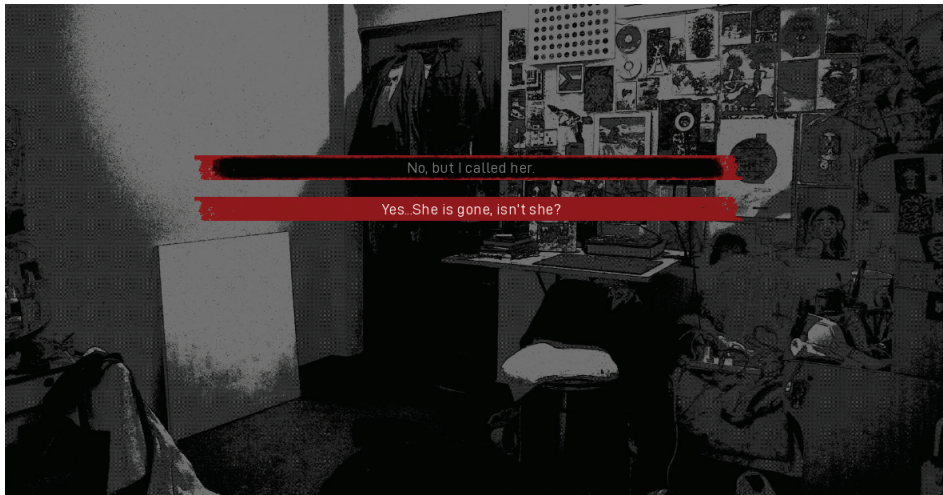 No, but I called her.
Yes...She is gone, isn't she?